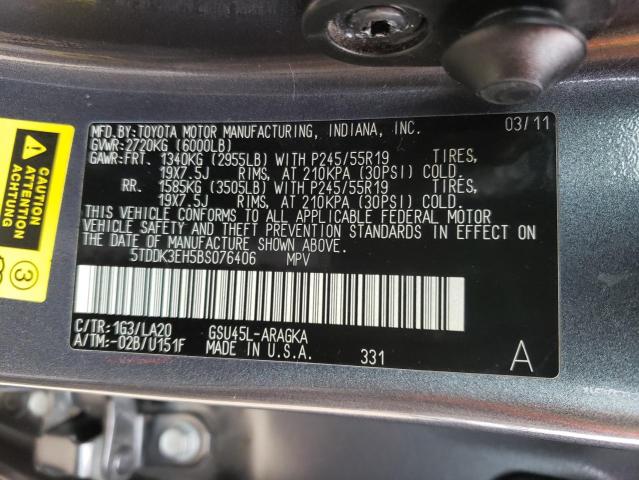 MFD.BY:TOYOTA MOTOR MANUFACTURING, INDIANA, INC. 03/11
GVWR:2720KG (6000LB)
GAWR:FRT. 1340KG (2955LB) WITH P245/55R19 TIRES,
19X7.5J RIMS, AT 210KPA (30PSI) COLD.
RR. 1585KG (3505LB) WITH P245/55R19 TIRES,
19X7.5J RIMS, AT 210KPA (30PSI) COLD.
THIS VEHICLE CONFORMS TO ALL APPLICABLE FEDERAL MOTOR
VEHICLE SAFETY AND THEFT PREVENTION STANDARDS IN EFFECT ON
THE DATE OF MANUFACTURE SHOWN ABOVE.
5TDDK3EH5BS076406 MPV
C/TR:1G3/LA20 GSU45L-ARAGKA
A/TM:-02B/U151F MADE IN U.S.A. 331 A
ATTENTION
ACHTUNG
3